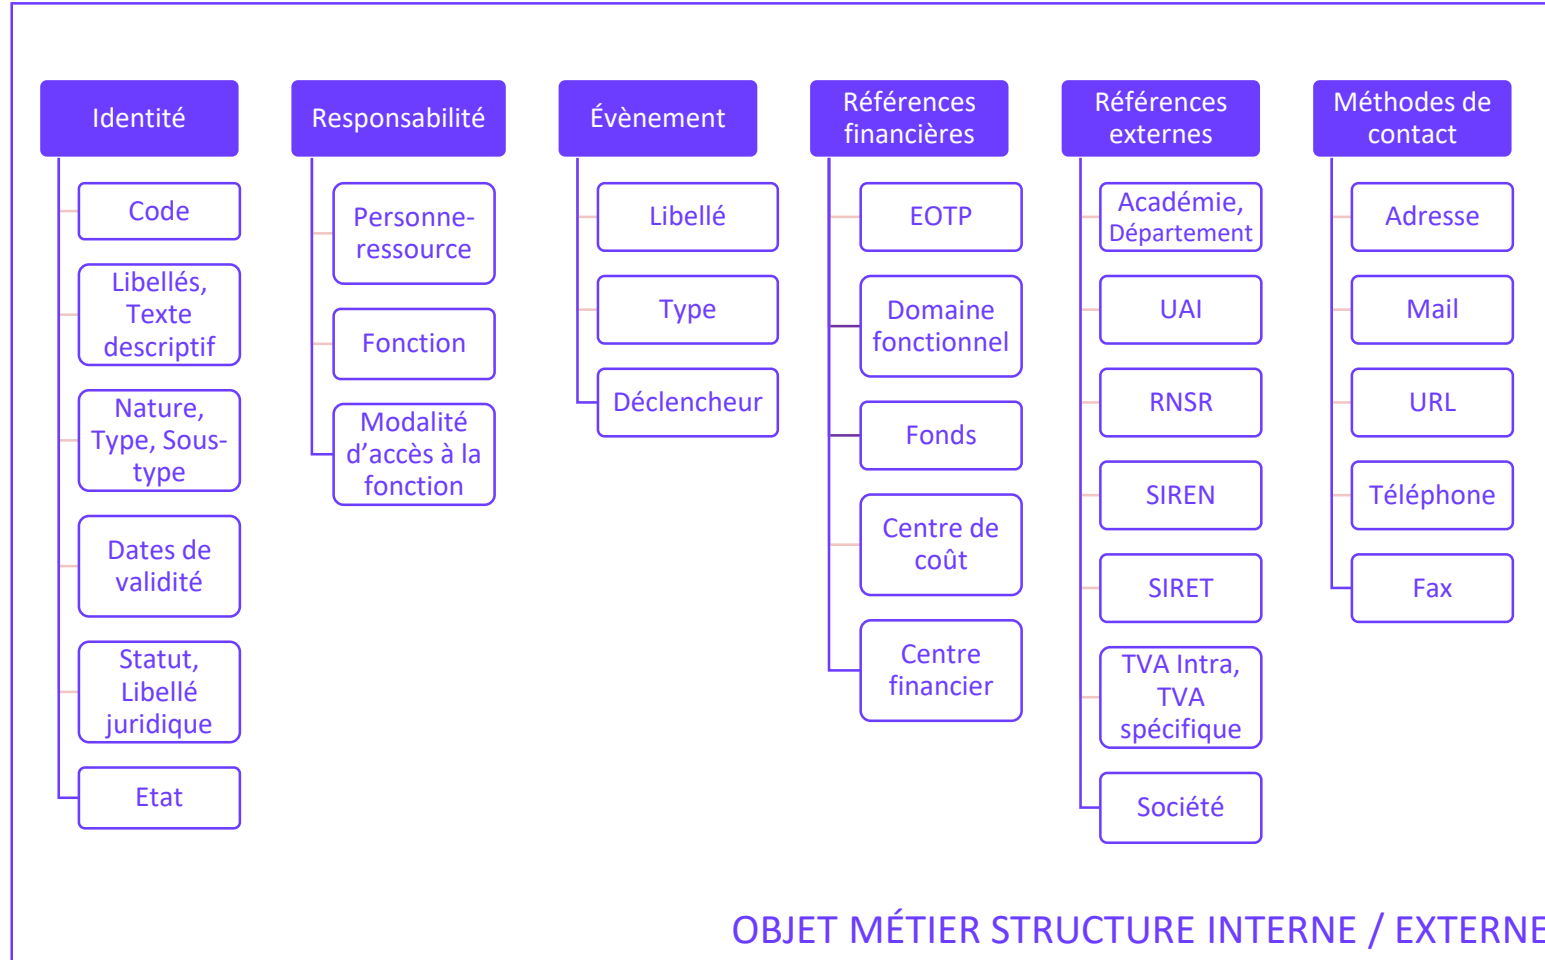 Identité
Code
Libellés,
Texte
descriptif
Nature,
Type, Sous-
type
Dates de
validité
Statut,
Libellé
juridique
Etat
Responsabilité
Personne-
ressource
Fonction
Modalité
d’accès à la
fonction
Évènement
Libellé
Type
Déclencheur
Références
financières
EOTP
Domaine
fonctionnel
Fonds
Centre de
coût
Centre
financier
Références
externes
Académie,
Département
UAI
RNSR
SIREN
SIRET
TVA Intra,
TVA
spécifique
Société
Méthodes de
contact
Adresse
Mail
URL
Téléphone
Fax
OBJET MÉTIER STRUCTURE INTERNE / EXTERNE